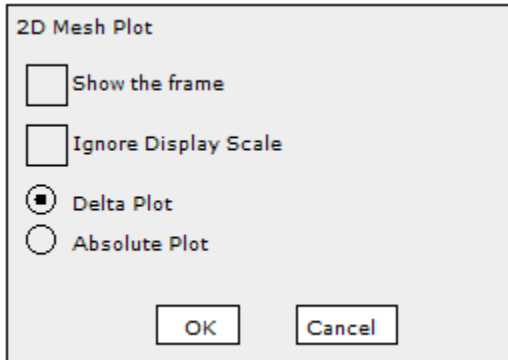 2D Mesh Plot
Show the frame
Ignore Display Scale
Delta Plot
Absolute Plot
OK Cancel